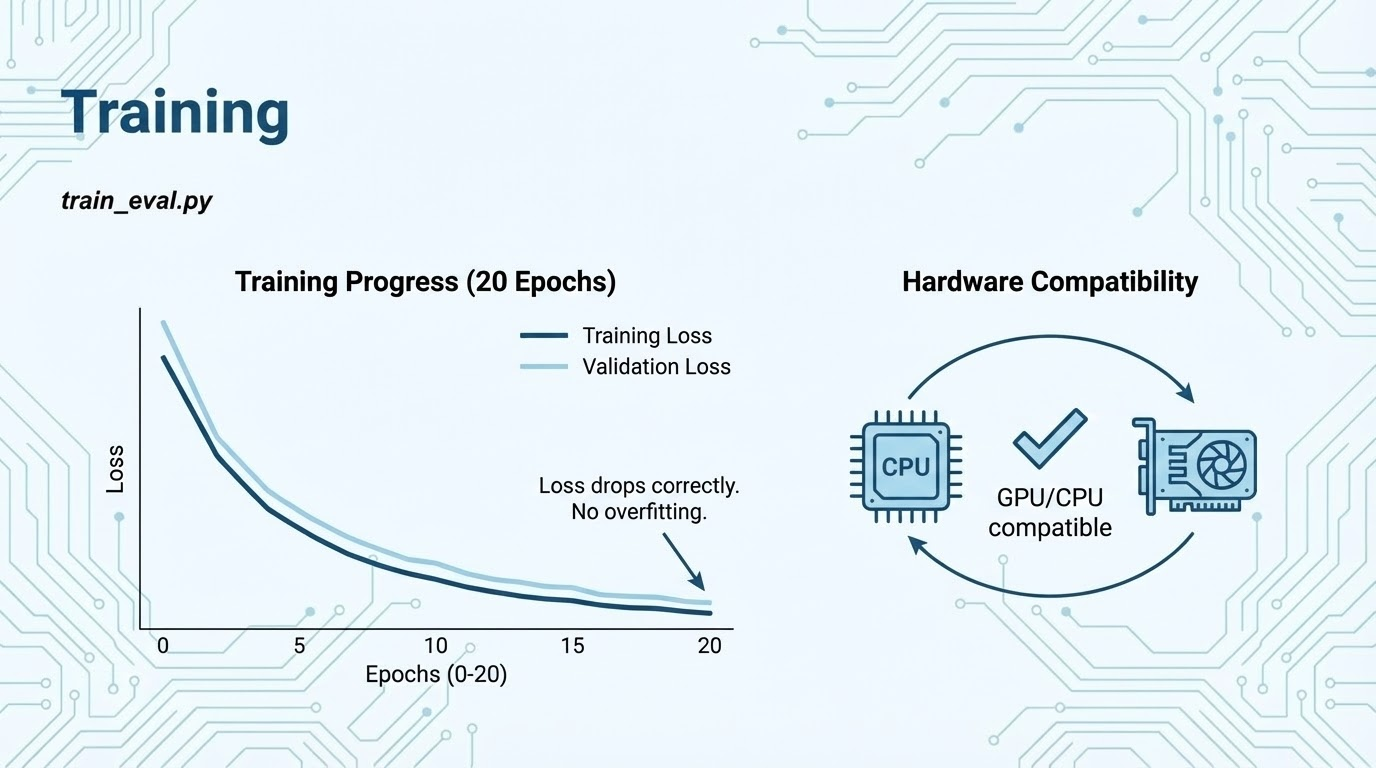 Training
train_eval.py
Training Progress (20 Epochs)
Training Loss
Validation Loss
Loss
Loss drops correctly.
No overfitting.
0 5 10 15 20
Epochs (0-20)
Hardware Compatibility
CPU
GPU/CPU
compatible